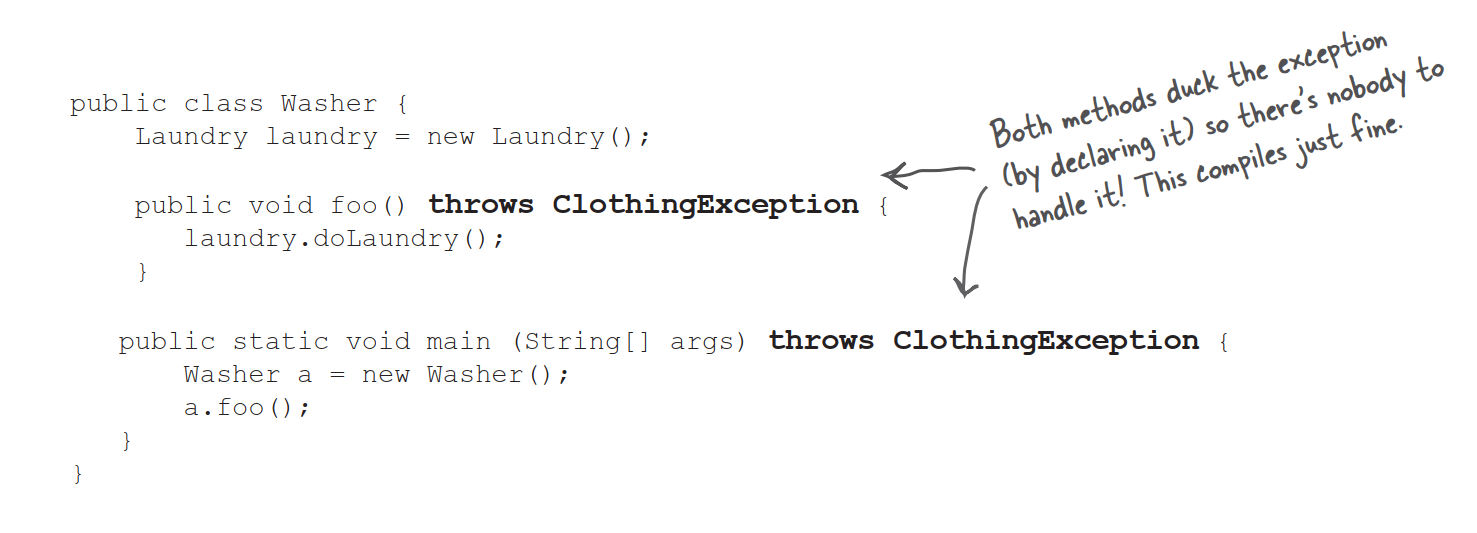 public class Washer {
Laundry laundry = new Laundry();
public void foo() throws ClothingException {
laundry.doLaundry();
}
public static void main (String[] args) throws ClothingException {
Washer a = new Washer();
a.foo();
}
}
Both methods duck the exception
(by declaring it) so there's nobody to
handle it! This compiles just fine.